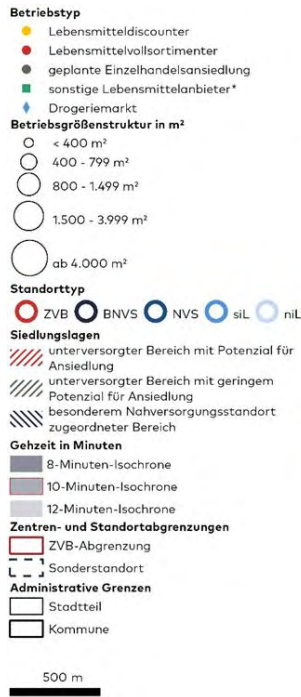 Betriebstyp
Lebensmitteldiscounter
Lebensmittelvollsortimenter
geplante Einzelhandelsansiedlung
sonstige Lebensmittelanbieter*
Drogeriemarkt
Betriebsgrößenstruktur in m²
< 400 m²
400 - 799 m²
800 - 1.499 m²
1.500 - 3.999 m²
ab 4.000 m²
Standorttyp
ZVB BNVS NVS siL niL
Siedlungslagen
unterversorgter Bereich mit Potenzial für
Ansiedlung
unterversorgter Bereich mit geringem
Potenzial für Ansiedlung
besonderem Nahversorgungsstandort
zugeordneter Bereich
Gehzeit in Minuten
8-Minuten-Isochrone
10-Minuten-Isochrone
12-Minuten-Isochrone
Zentren- und Standortabgrenzungen
ZVB-Abgrenzung
Sonderstandort
Administrative Grenzen
Stadtteil
Kommune
500 m